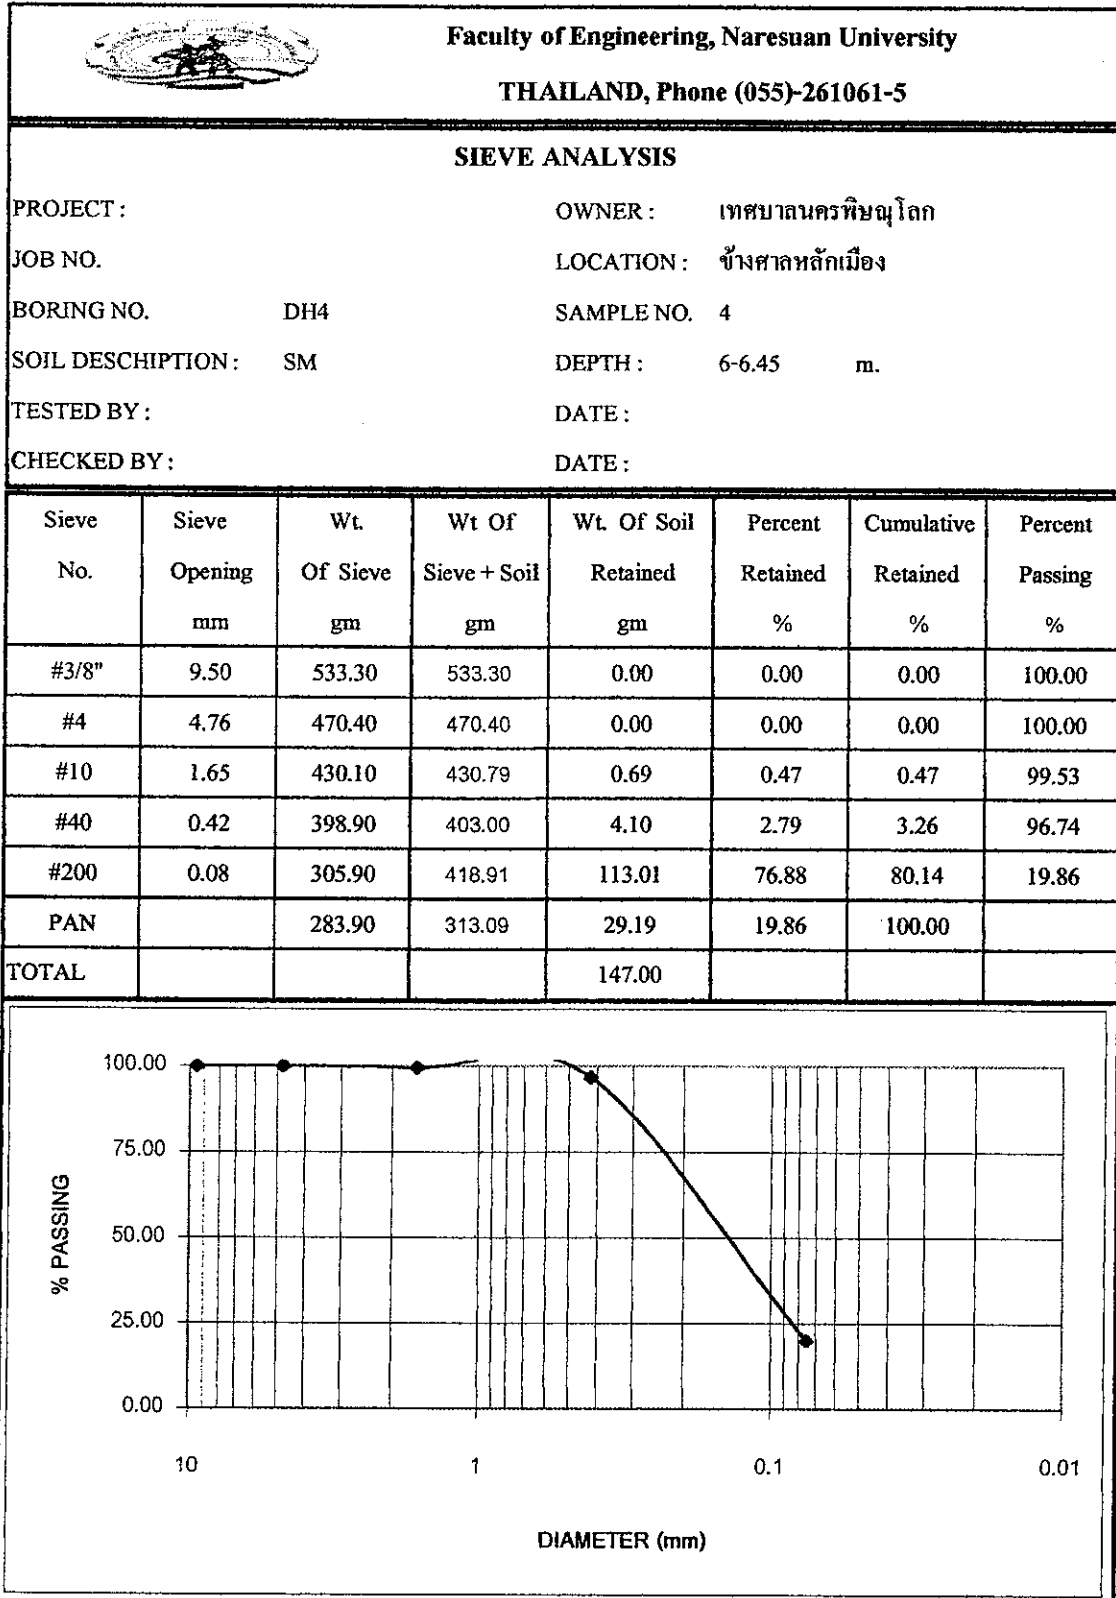 Faculty of Engineering, Naresuan University
THAILAND, Phone (055)-261061-5
SIEVE ANALYSIS
PROJECT : OWNER : เทศบาลนครพิษณุโลก
JOB NO. LOCATION : ข้างศาลหลักเมือง
BORING NO. DH4 SAMPLE NO. 4
SOIL DESCHIPTION : SM DEPTH : 6-6.45 m.
TESTED BY : DATE :
CHECKED BY : DATE :
Sieve Sieve Wt. Wt Of Wt. Of Soil Percent Cumulative Percent
No. Opening Of Sieve Sieve + Soil Retained Retained Retained Passing
mm gm gm gm % % %
#3/8" 9.50 533.30 533.30 0.00 0.00 0.00 100.00
#4 4.76 470.40 470.40 0.00 0.00 0.00 100.00
#10 1.65 430.10 430.79 0.69 0.47 0.47 99.53
#40 0.42 398.90 403.00 4.10 2.79 3.26 96.74
#200 0.08 305.90 418.91 113.01 76.88 80.14 19.86
PAN 283.90 313.09 29.19 19.86 100.00
TOTAL 147.00
100.00
75.00
50.00
25.00
0.00
% PASSING
10 1 0.1 0.01
DIAMETER (mm)